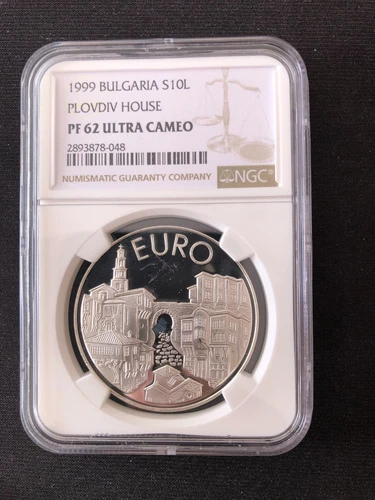 1999 BULGARIA S10L
PLOVDIV HOUSE
PF 62 ULTRA CAMEO
2893878-048
NUMISMATIC GUARANTY COMPANY
NGC®
EURO